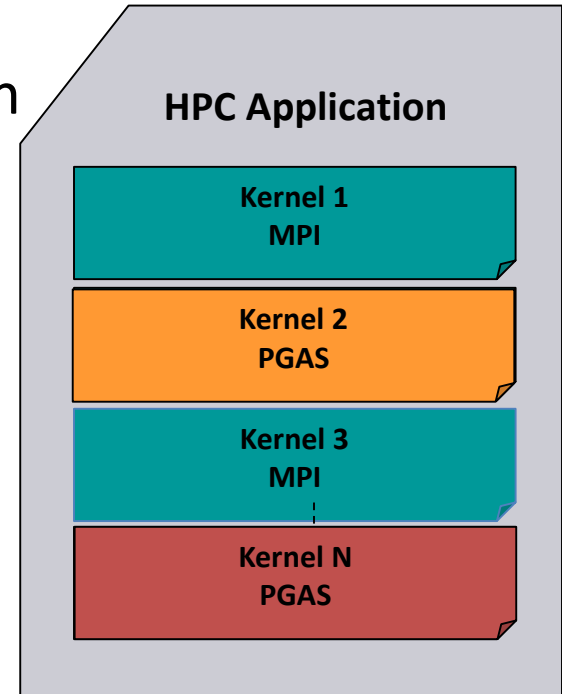 n
HPC Application
Kernel 1
MPI
Kernel 2
PGAS
Kernel 3
MPI
Kernel N
PGAS